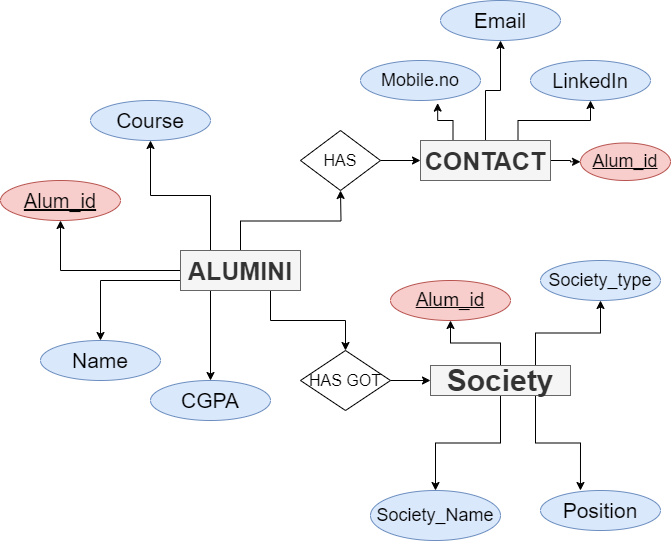 Email
Mobile.no
LinkedIn
Course
HAS
CONTACT
Alum_id
Alum_id
ALUMINI
Society_type
Alum_id
Name
HAS GOT
Society
CGPA
Society_Name
Position